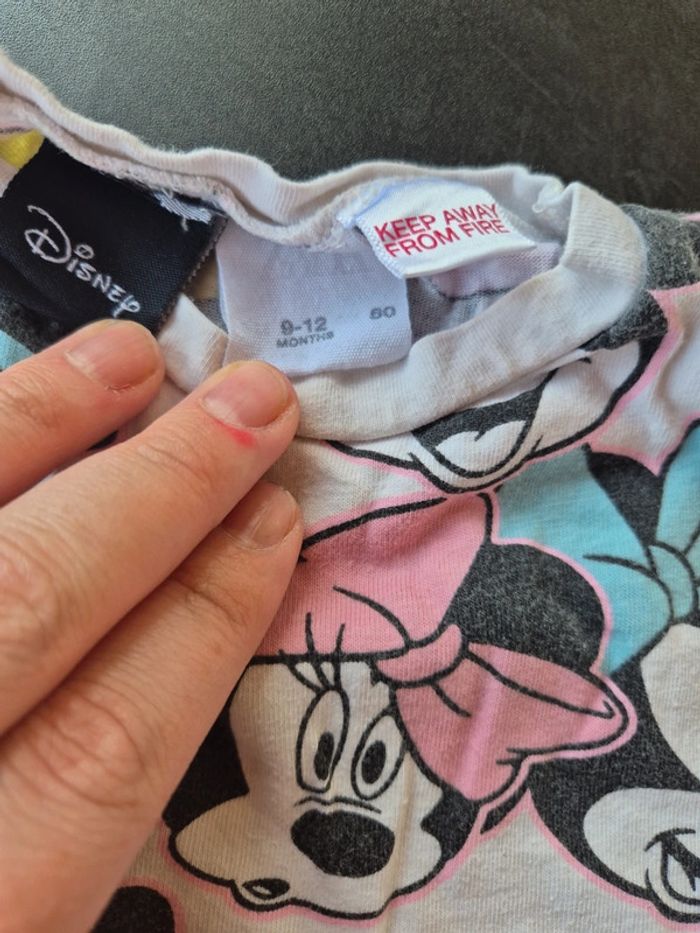 Disney
9-12
MONTHS
80
KEEP AWAY
FROM FIRE